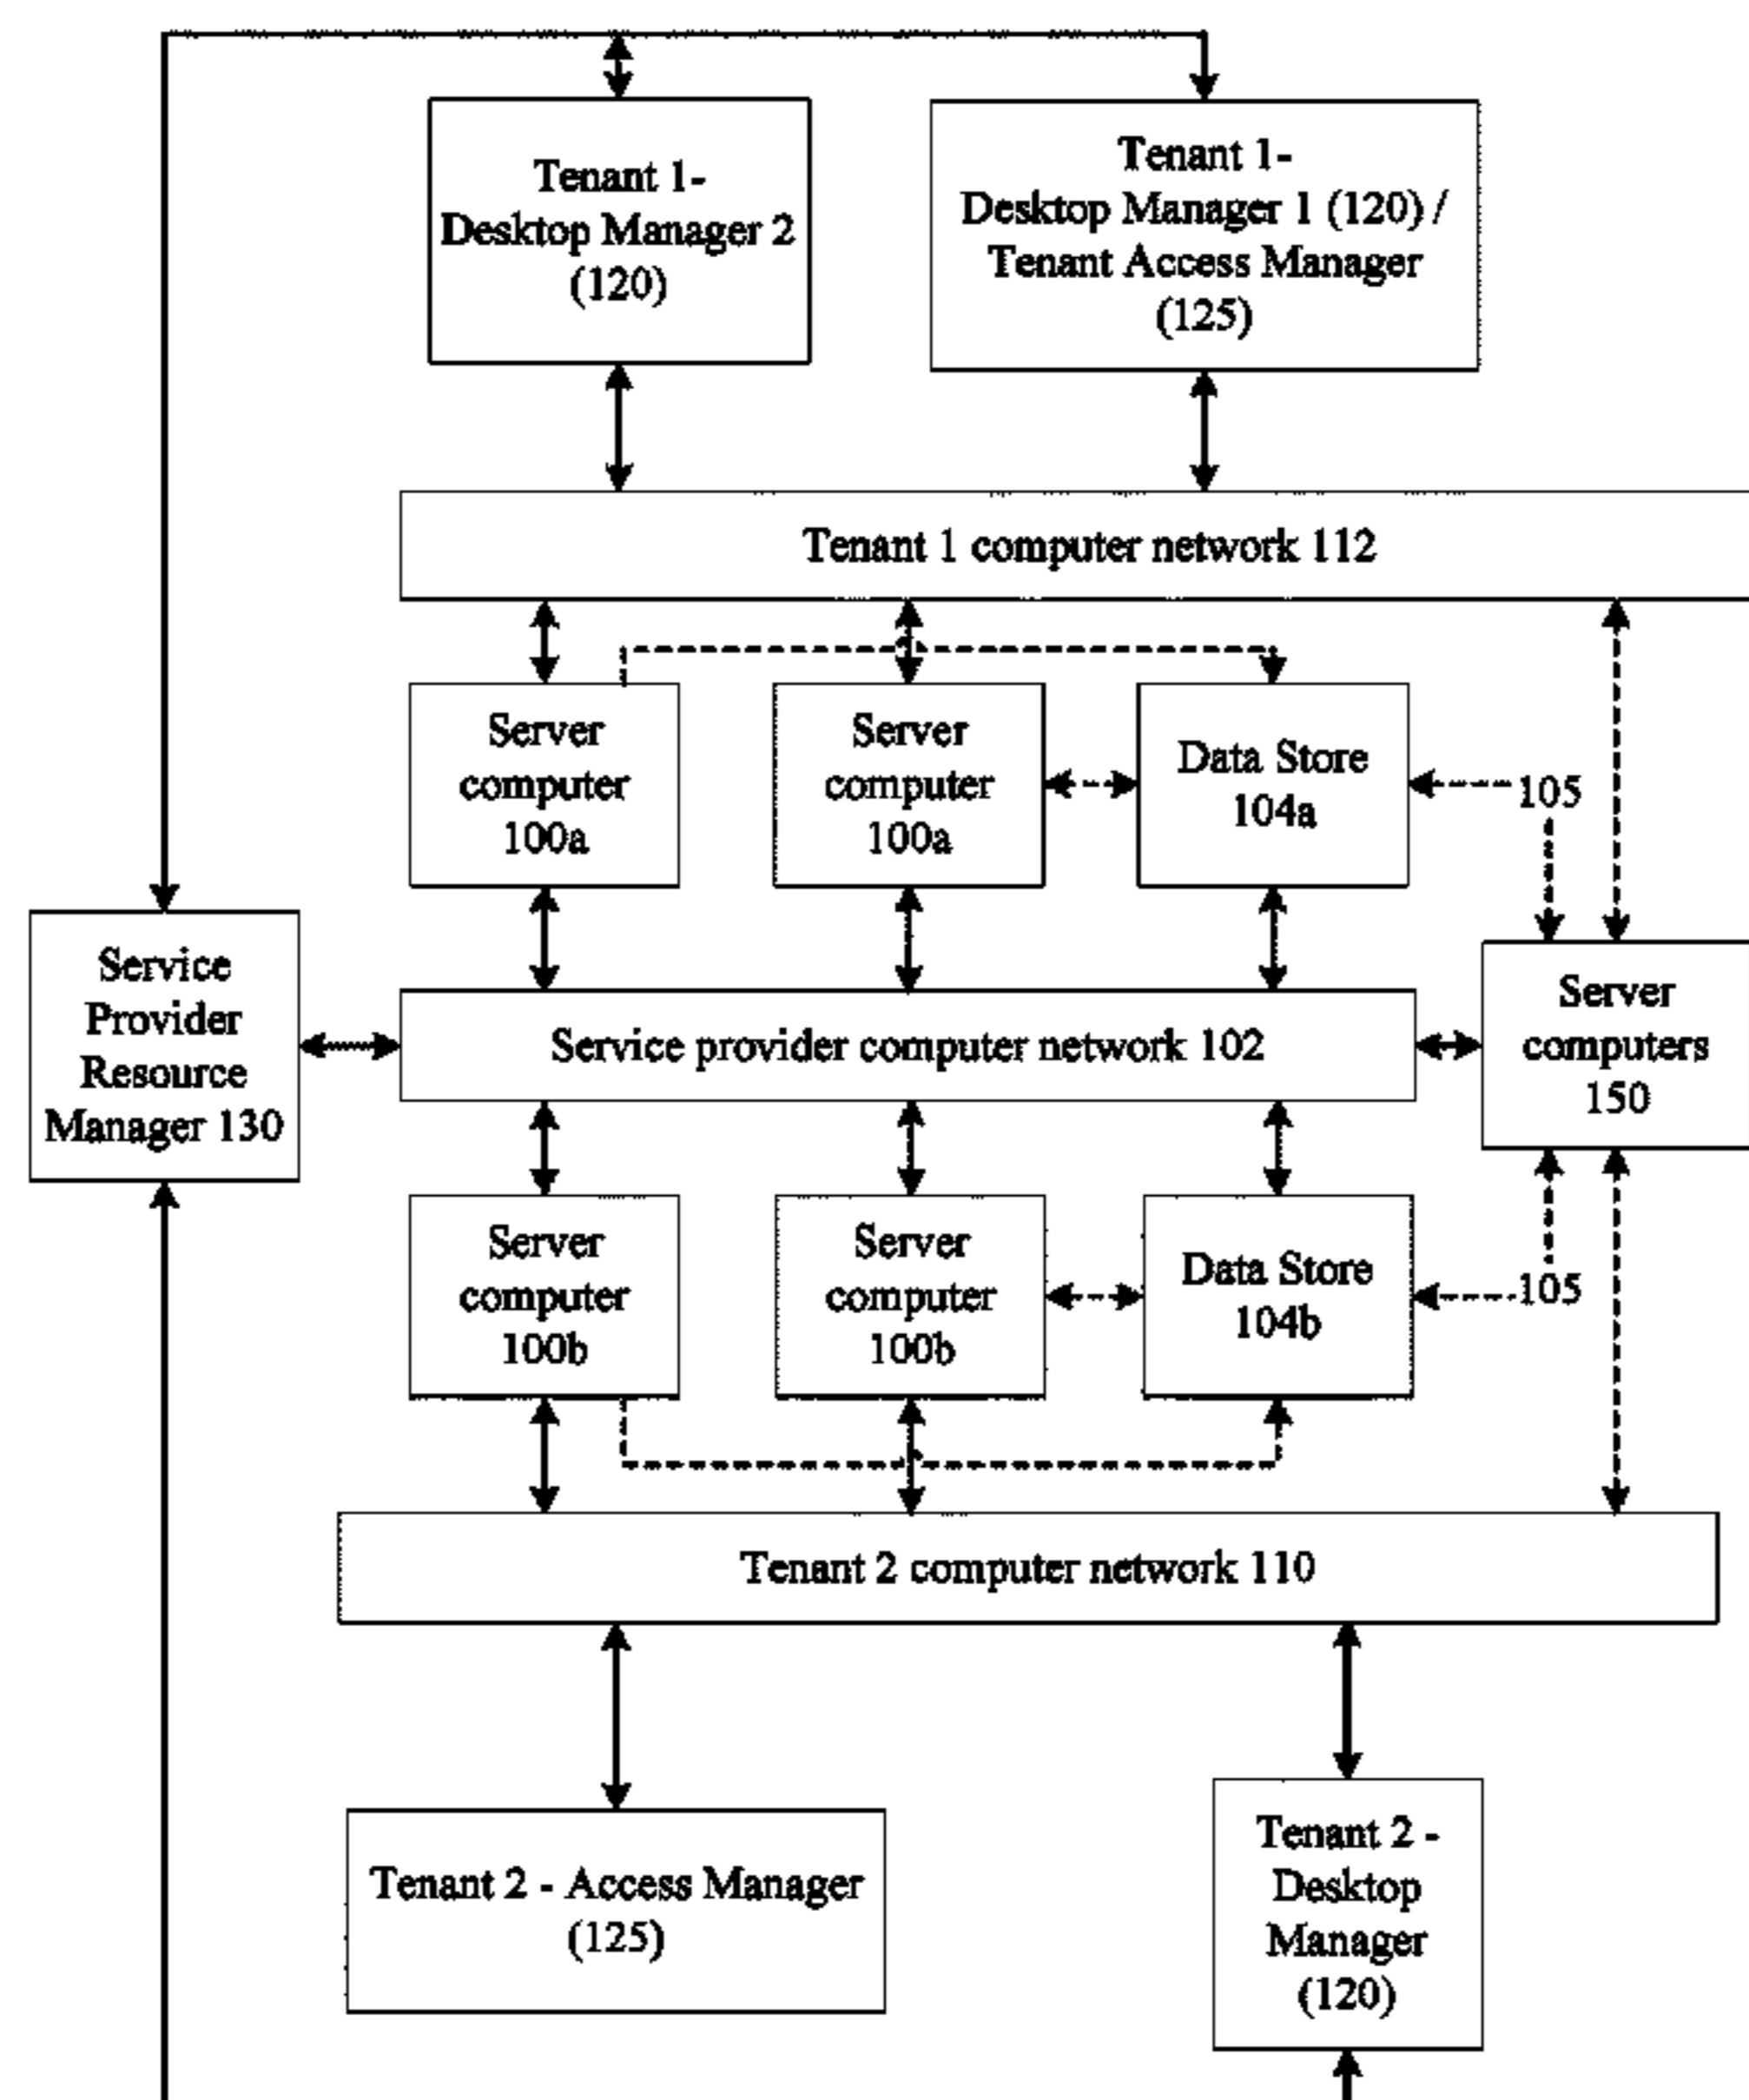 Tenant 1-
Desktop Manager 2
(120)
Tenant 1-
Desktop Manager 1 (120) /
Tenant Access Manager
(125)
Tenant 1 computer network 112
Server
computer
100a
Server
computer
100a
Data Store
104a
105
Service
Provider
Resource
Manager 130
Service provider computer network 102
Server
computers
150
Server
computer
100b
Server
computer
100b
Data Store
104b
105
Tenant 2 computer network 110
Tenant 2 - Access Manager
(125)
Tenant 2 -
Desktop
Manager
(120)